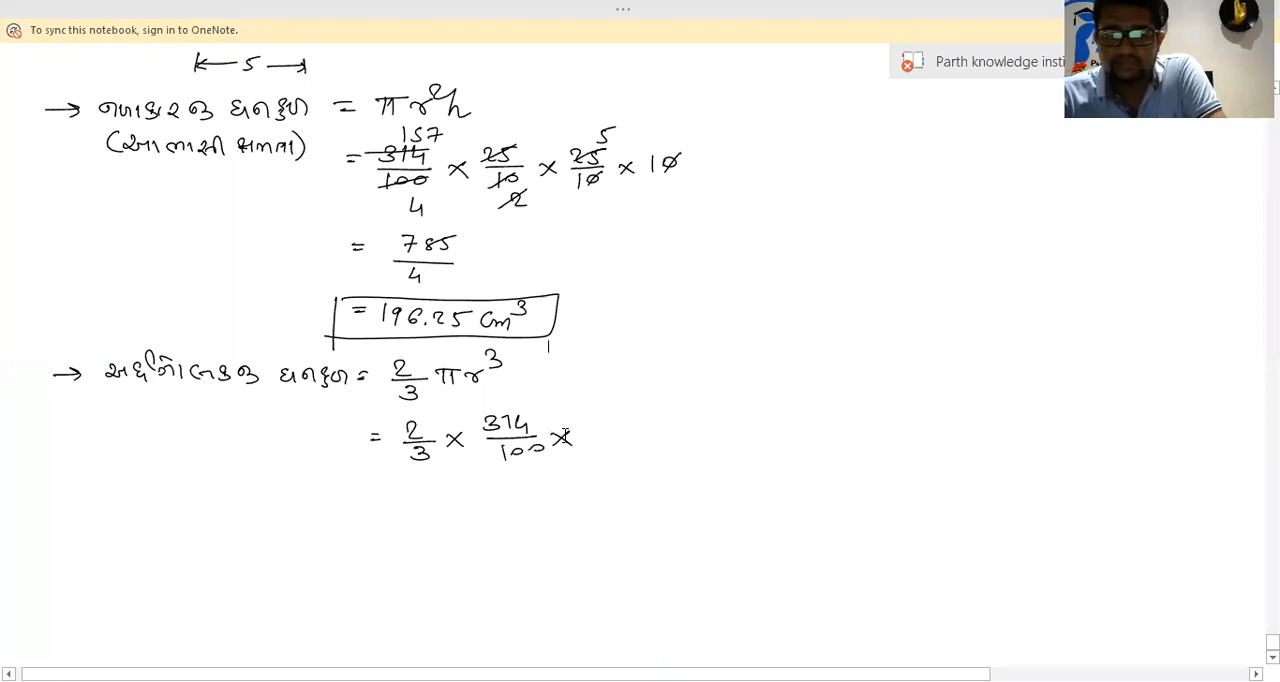 ...
To sync this notebook, sign in to OneNote.
Parth knowledge insti
5
→ નળાકારનું ઘનફળ = πr²h
(આભાસી ક્ષમતા)
= 314/100 × 25/10 × 25/10 × 10
157 4 2 5
= 785/4
= 196.25 cm³
→ અર્ધગોલકનું ઘનફળ = 2/3 πr³
= 2/3 × 314/100 ×